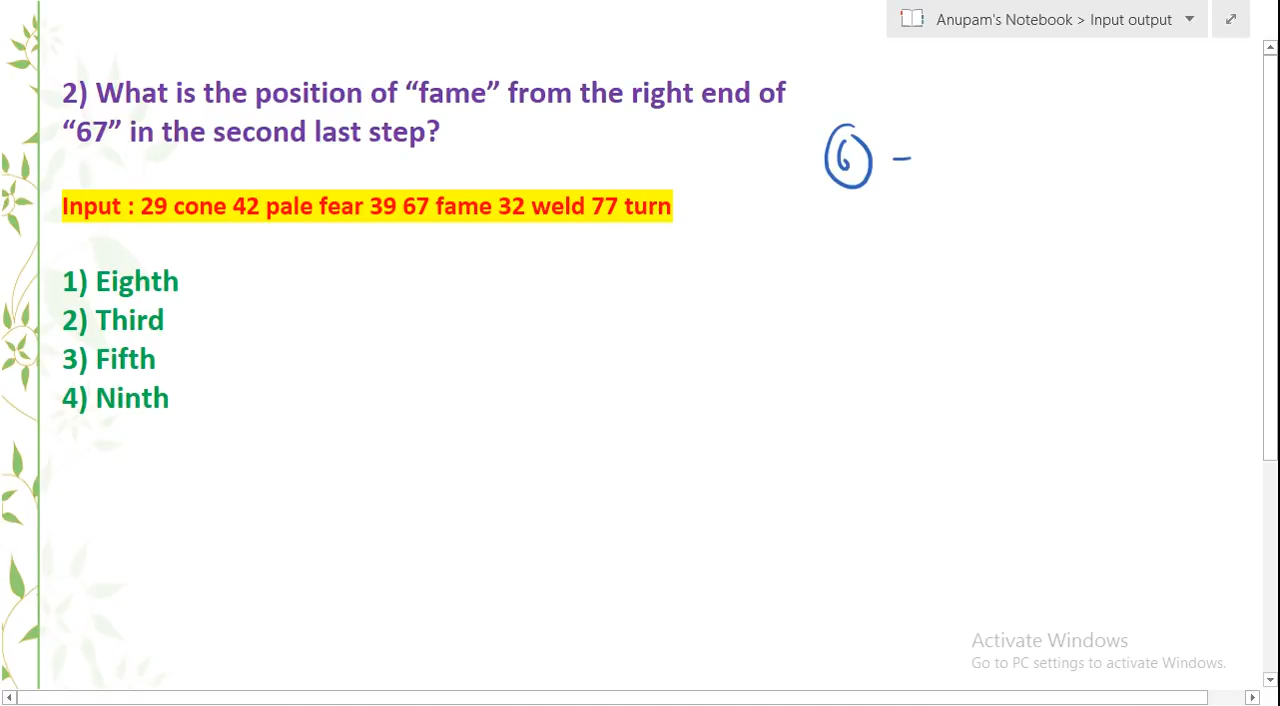 Anupam's Notebook > Input output
2) What is the position of “fame” from the right end of
“67” in the second last step?
6 –
Input : 29 cone 42 pale fear 39 67 fame 32 weld 77 turn
1) Eighth
2) Third
3) Fifth
4) Ninth
Activate Windows
Go to PC settings to activate Windows.